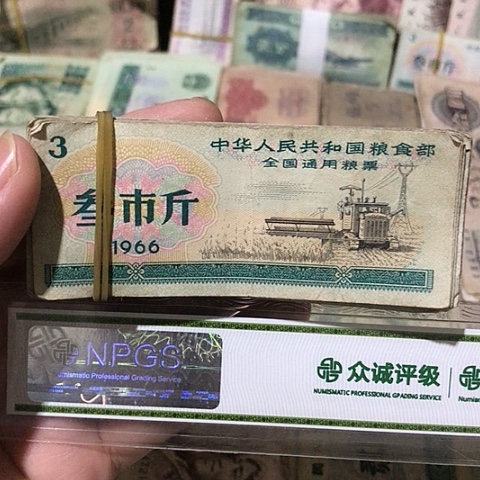 3
中华人民共和国粮食部
全国通用粮票
叁市斤
1966
NPGS
Numismatic Professional Grading Service
众诚评级
NUMISMATIC PROFESSIONAL GRADING SERVICE